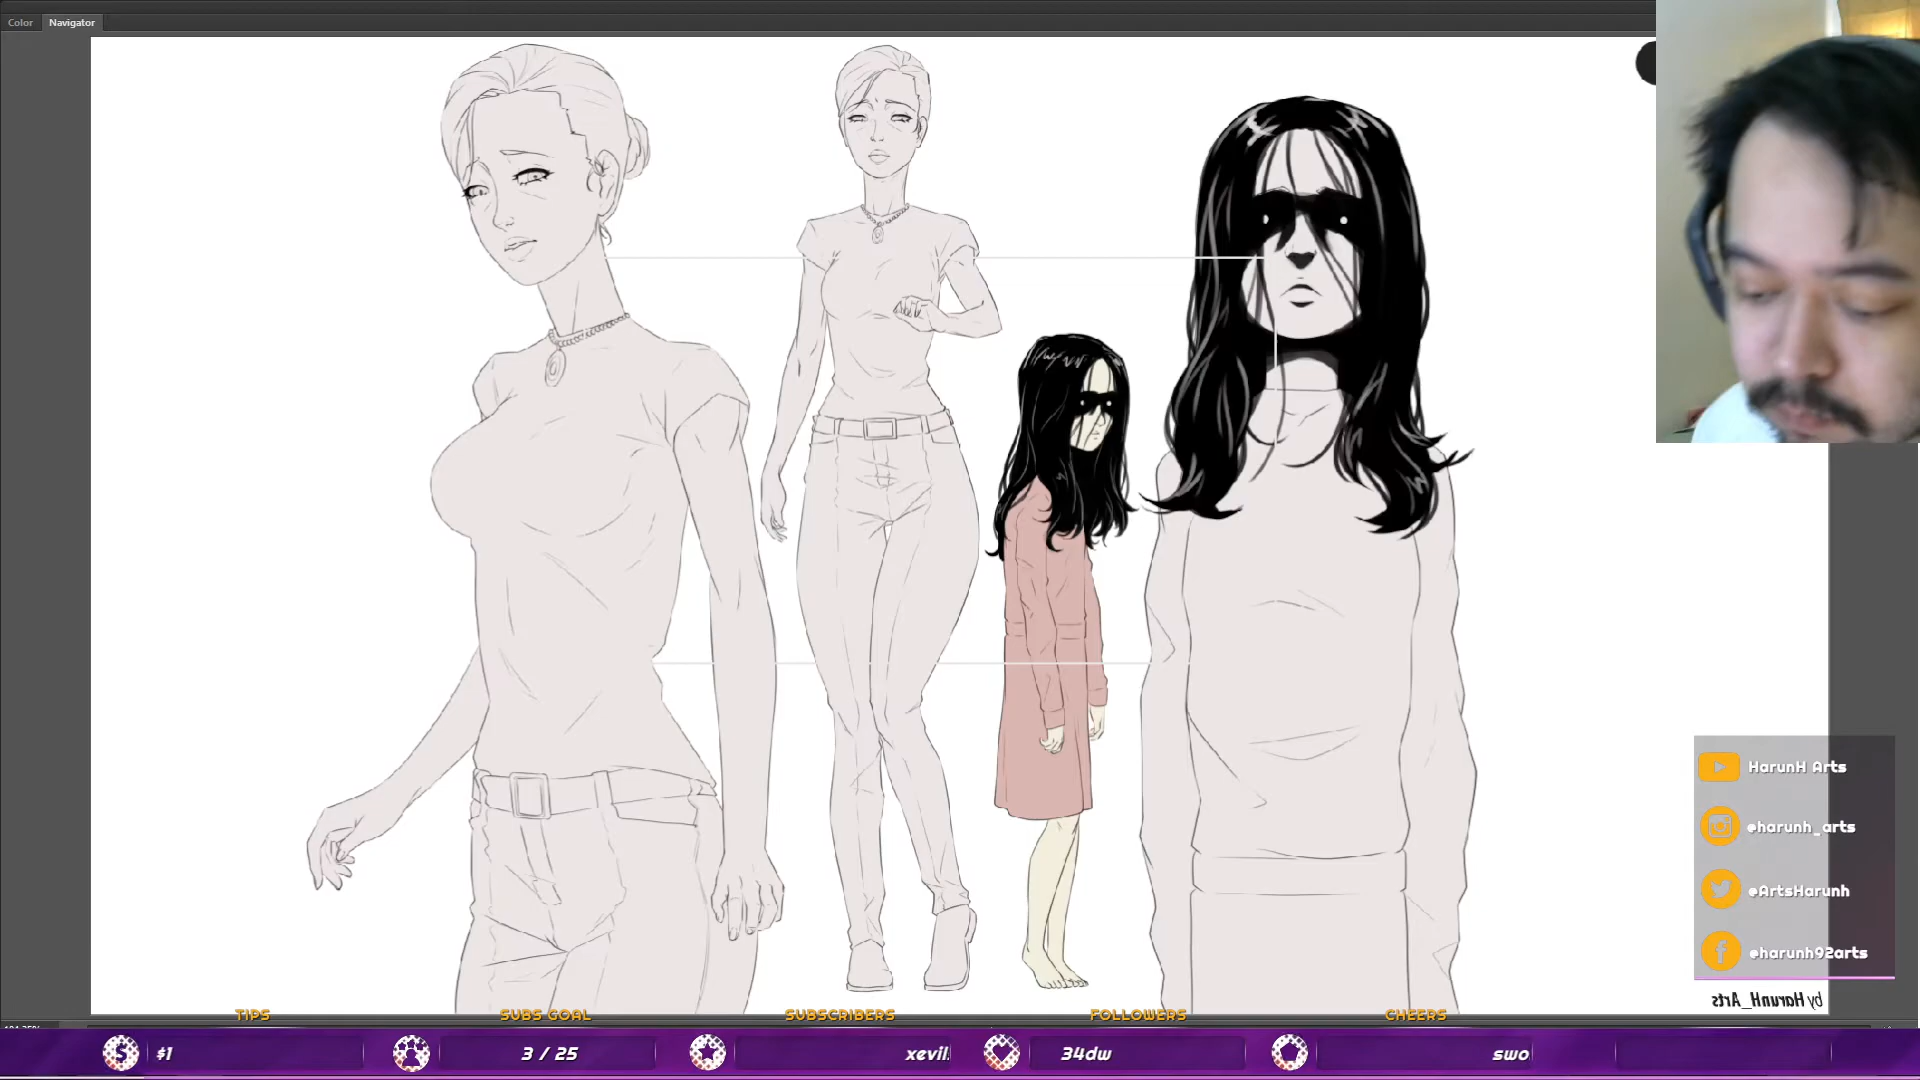 Color
Navigator
HarunH Arts
@harunh_arts
@ArtsHarunh
@harunh92arts
by HarunH_Arts
TIPS
SUBS GOAL
SUBSCRIBERS
FOLLOWERS
CHEERS
$1
3 / 25
xevil
34dw
swo